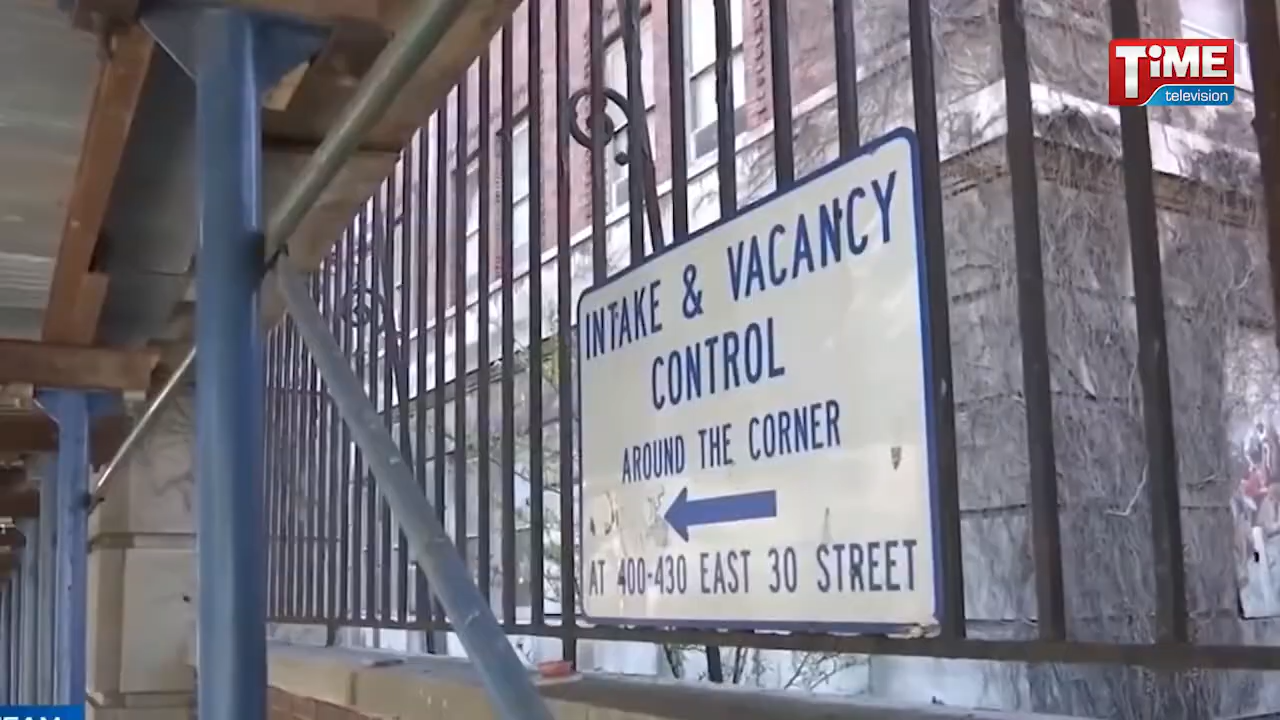 TiME
television
INTAKE & VACANCY
CONTROL
AROUND THE CORNER
AT 400-430 EAST 30 STREET